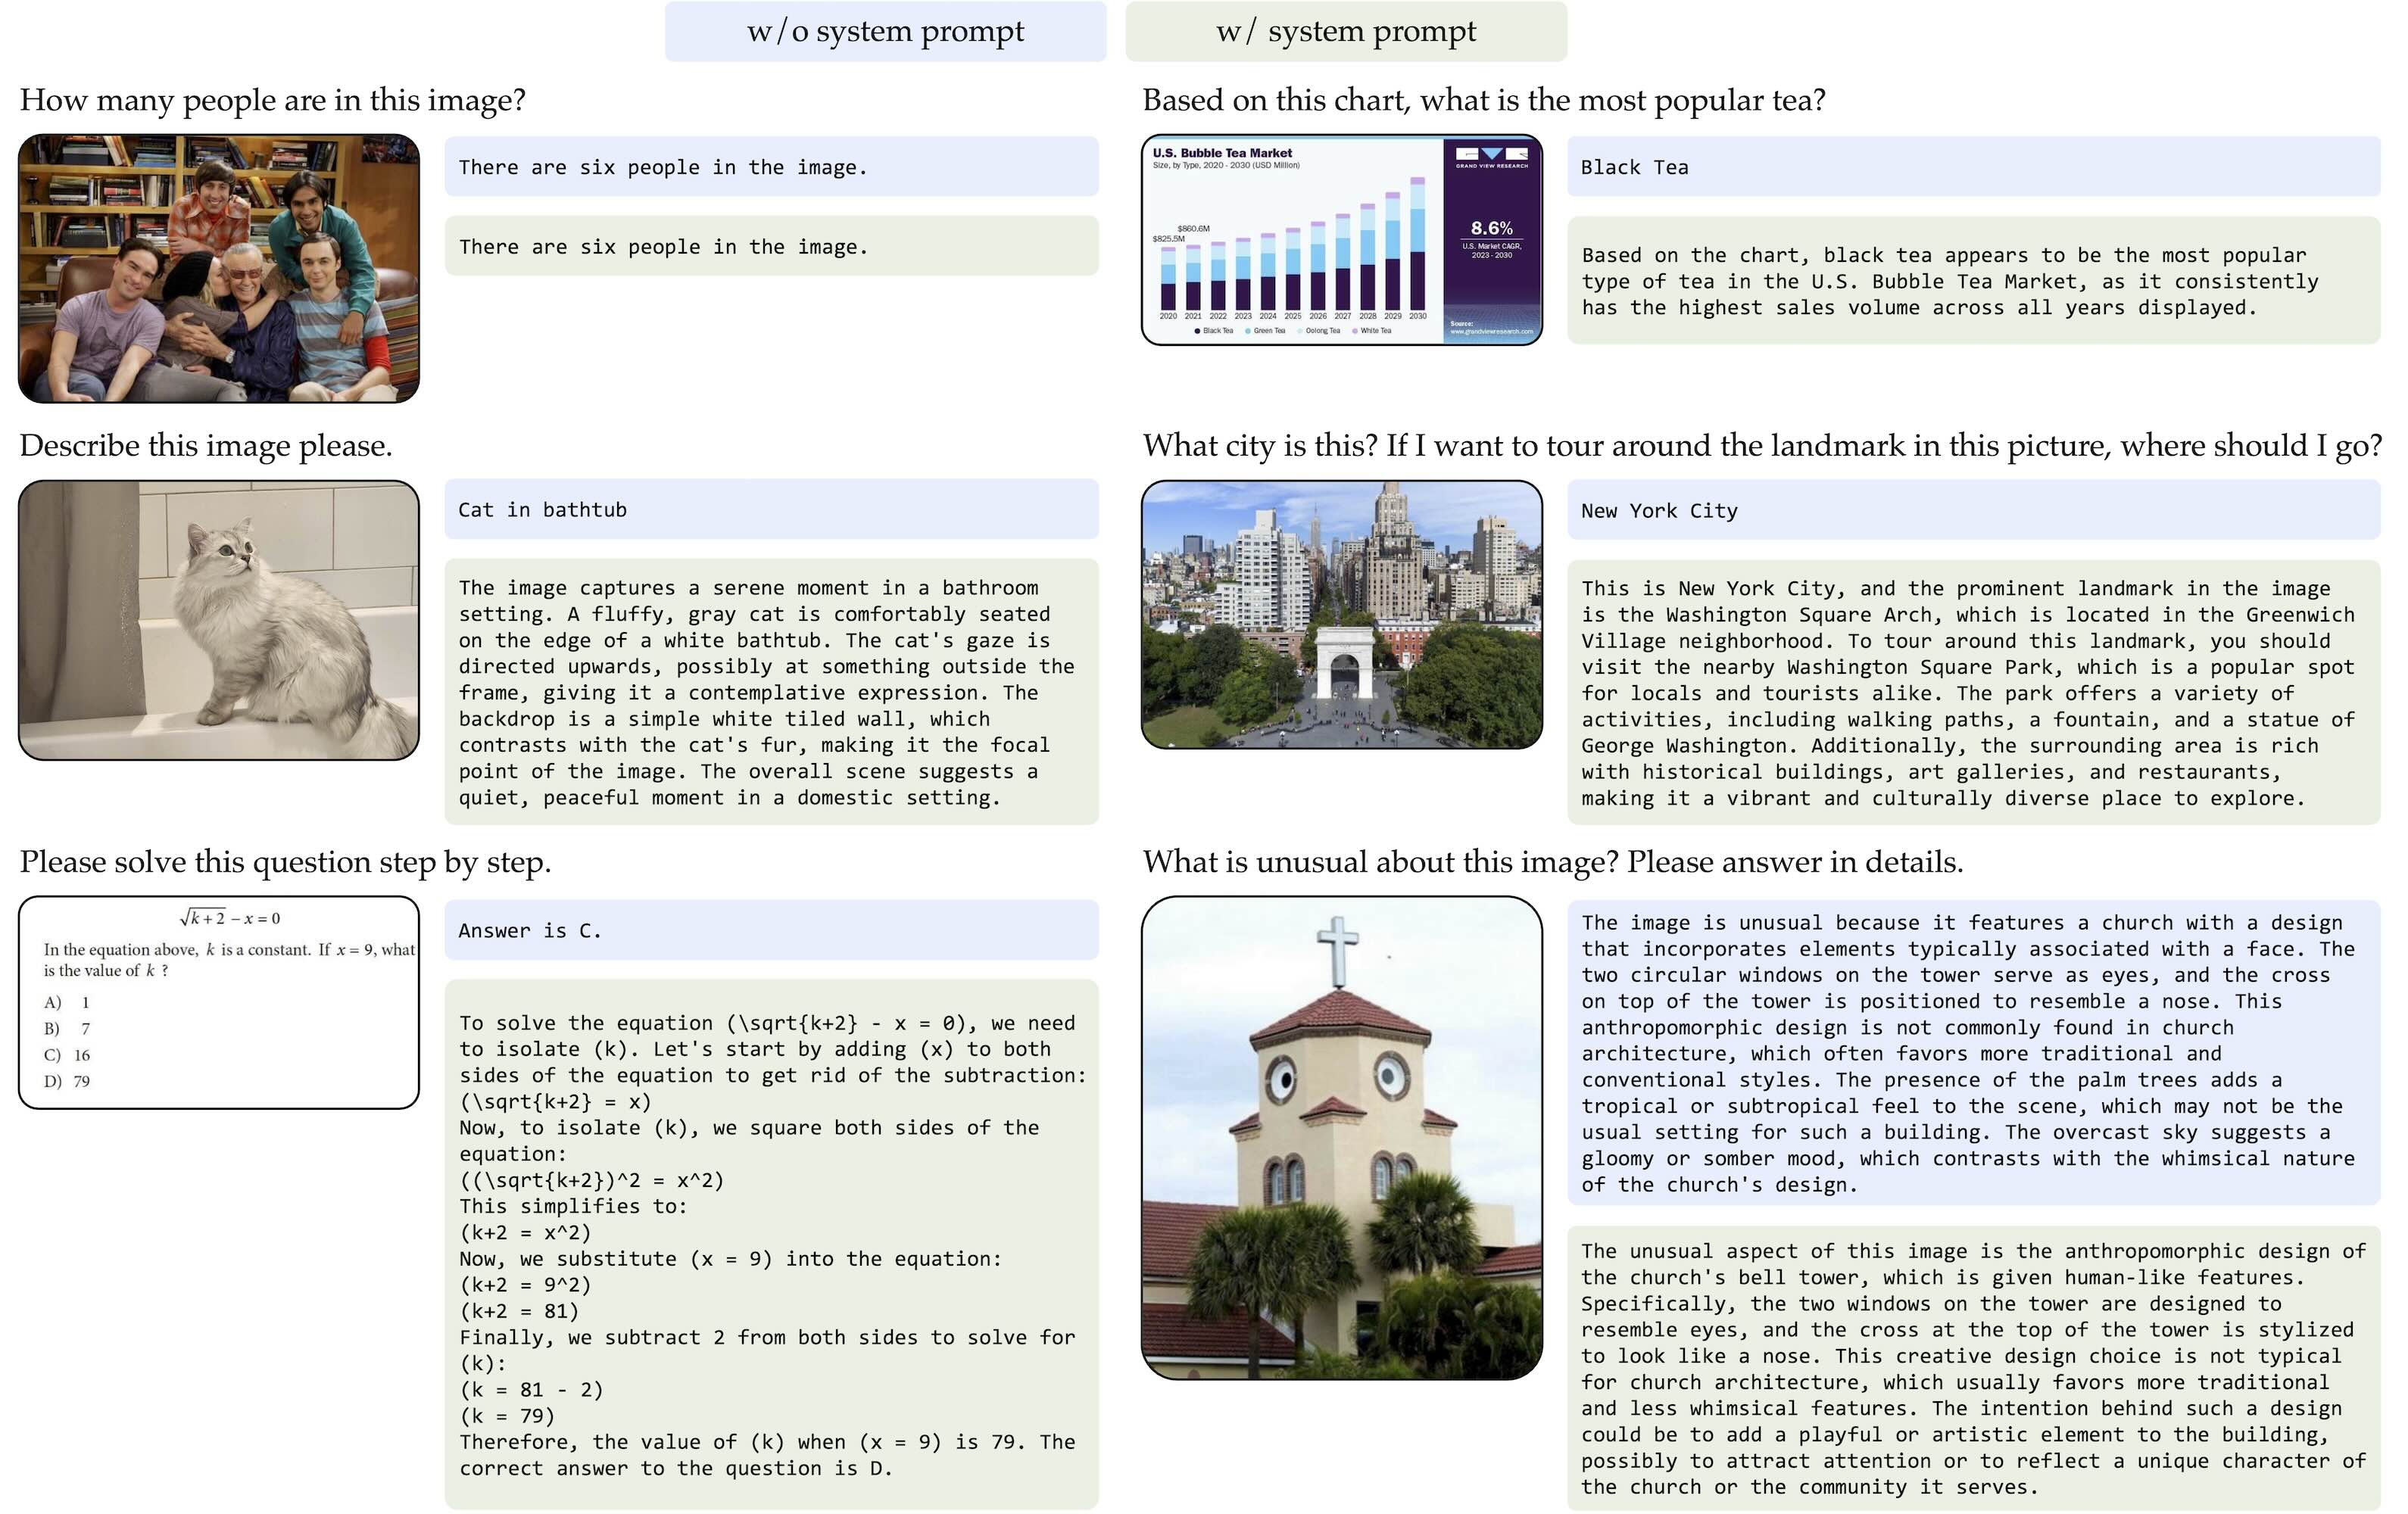 w/o system prompt
w/ system prompt
How many people are in this image?
There are six people in the image.
There are six people in the image.
Based on this chart, what is the most popular tea?
U.S. Bubble Tea Market
Size, by Type, 2020 - 2030 (USD Million)
$825.5M
$860.6M
2020 2021 2022 2023 2024 2025 2026 2027 2028 2029 2030
Black Tea Green Tea Oolong Tea White Tea
GRAND VIEW RESEARCH
8.6%
U.S. Market CAGR,
2023 - 2030
Source:
www.grandviewresearch.com
Black Tea
Based on the chart, black tea appears to be the most popular
type of tea in the U.S. Bubble Tea Market, as it consistently
has the highest sales volume across all years displayed.
Describe this image please.
Cat in bathtub
The image captures a serene moment in a bathroom
setting. A fluffy, gray cat is comfortably seated
on the edge of a white bathtub. The cat's gaze is
directed upwards, possibly at something outside the
frame, giving it a contemplative expression. The
backdrop is a simple white tiled wall, which
contrasts with the cat's fur, making it the focal
point of the image. The overall scene suggests a
quiet, peaceful moment in a domestic setting.
What city is this? If I want to tour around the landmark in this picture, where should I go?
New York City
This is New York City, and the prominent landmark in the image
is the Washington Square Arch, which is located in the Greenwich
Village neighborhood. To tour around this landmark, you should
visit the nearby Washington Square Park, which is a popular spot
for locals and tourists alike. The park offers a variety of
activities, including walking paths, a fountain, and a statue of
George Washington. Additionally, the surrounding area is rich
with historical buildings, art galleries, and restaurants,
making it a vibrant and culturally diverse place to explore.
Please solve this question step by step.
√k+2 − x = 0
In the equation above, k is a constant. If x = 9, what
is the value of k ?
A) 1
B) 7
C) 16
D) 79
Answer is C.
To solve the equation (\sqrt{k+2} - x = 0), we need
to isolate (k). Let's start by adding (x) to both
sides of the equation to get rid of the subtraction:
(\sqrt{k+2} = x)
Now, to isolate (k), we square both sides of the
equation:
((\sqrt{k+2})^2 = x^2)
This simplifies to:
(k+2 = x^2)
Now, we substitute (x = 9) into the equation:
(k+2 = 9^2)
(k+2 = 81)
Finally, we subtract 2 from both sides to solve for
(k):
(k = 81 - 2)
(k = 79)
Therefore, the value of (k) when (x = 9) is 79. The
correct answer to the question is D.
What is unusual about this image? Please answer in details.
The image is unusual because it features a church with a design
that incorporates elements typically associated with a face. The
two circular windows on the tower serve as eyes, and the cross
on top of the tower is positioned to resemble a nose. This
anthropomorphic design is not commonly found in church
architecture, which often favors more traditional and
conventional styles. The presence of the palm trees adds a
tropical or subtropical feel to the scene, which may not be the
usual setting for such a building. The overcast sky suggests a
gloomy or somber mood, which contrasts with the whimsical nature
of the church's design.
The unusual aspect of this image is the anthropomorphic design of
the church's bell tower, which is given human-like features.
Specifically, the two windows on the tower are designed to
resemble eyes, and the cross at the top of the tower is stylized
to look like a nose. This creative design choice is not typical
for church architecture, which usually favors more traditional
and less whimsical features. The intention behind such a design
could be to add a playful or artistic element to the building,
possibly to attract attention or to reflect a unique character of
the church or the community it serves.